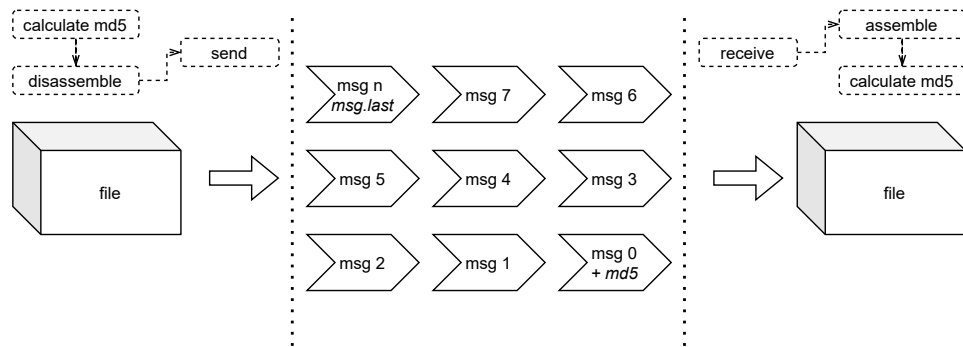 calculate md5
disassemble
send
file
msg n
msg.last
msg 7
msg 6
msg 5
msg 4
msg 3
msg 2
msg 1
msg 0
+ md5
receive
assemble
calculate md5
file